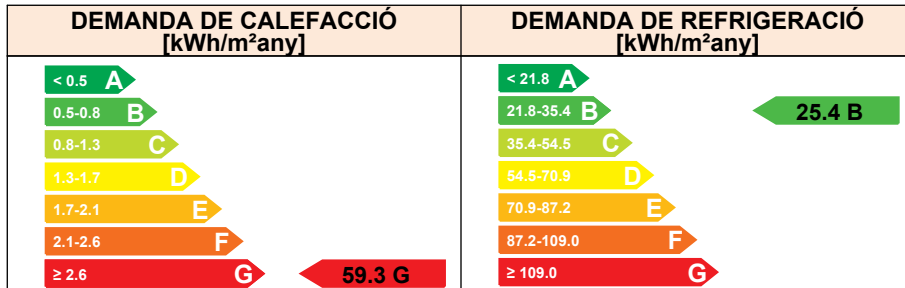 DEMANDA DE CALEFACCIÓ
[kWh/m²any]
< 0.5 A
0.5-0.8 B
0.8-1.3 C
1.3-1.7 D
1.7-2.1 E
2.1-2.6 F
≥ 2.6 G
59.3 G
DEMANDA DE REFRIGERACIÓ
[kWh/m²any]
< 21.8 A
21.8-35.4 B
25.4 B
35.4-54.5 C
54.5-70.9 D
70.9-87.2 E
87.2-109.0 F
≥ 109.0 G